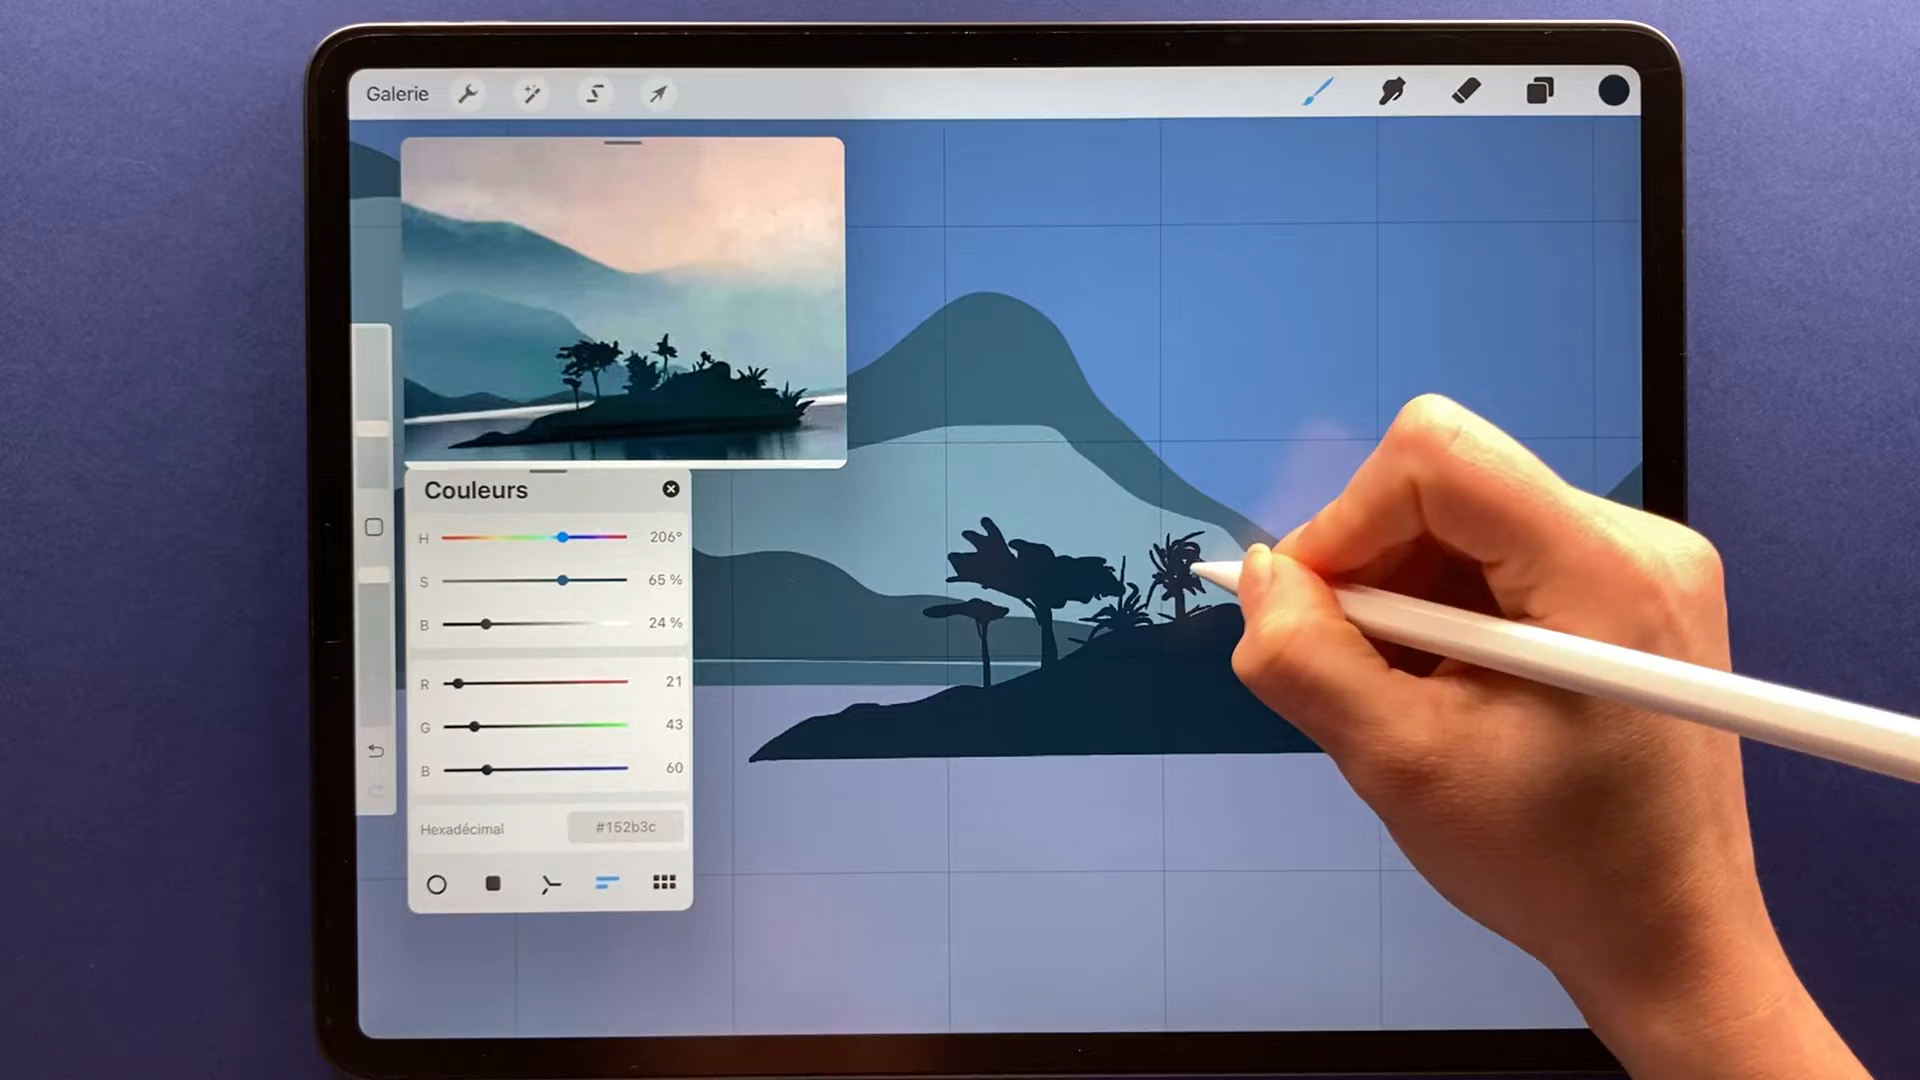 Galerie
Couleurs
H 206°
S 65 %
B 24 %
R 21
G 43
B 60
Hexadécimal #152b3c